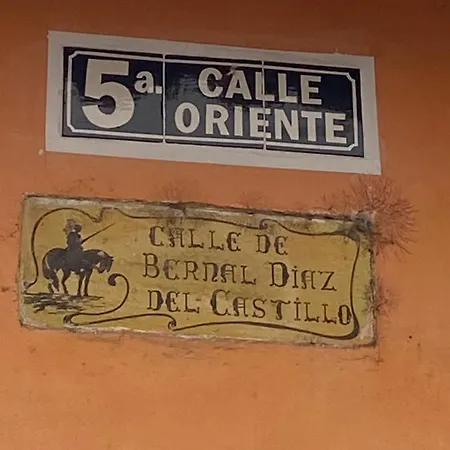 5a. CALLE
ORIENTE
CALLE DE
BERNAL DIAZ
DEL CASTILLO